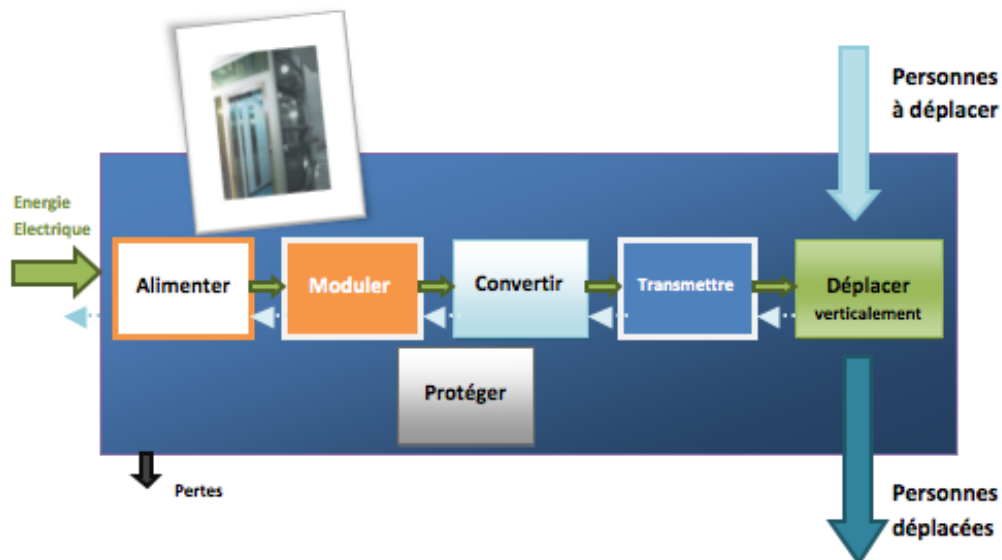 Personnes
à déplacer
Energie
Electrique
Alimenter
Moduler
Convertir
Transmettre
Déplacer
verticalement
Protéger
Pertes
Personnes
déplacées